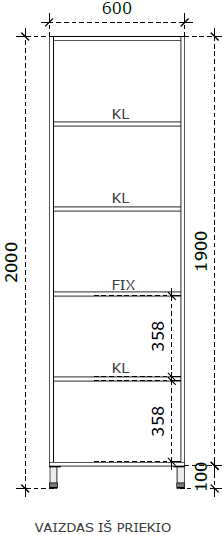 600
KL
KL
2000
1900
FIX
358
KL
358
100
VAIZDAS IŠ PRIEKIO